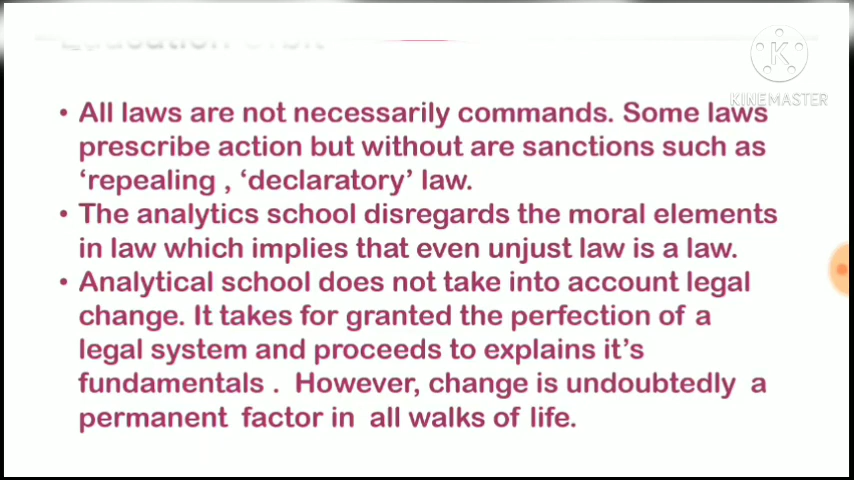 KINEMASTER
• All laws are not necessarily commands. Some laws
prescribe action but without are sanctions such as
‘repealing , ‘declaratory’ law.
• The analytics school disregards the moral elements
in law which implies that even unjust law is a law.
• Analytical school does not take into account legal
change. It takes for granted the perfection of a
legal system and proceeds to explains it’s
fundamentals . However, change is undoubtedly a
permanent factor in all walks of life.